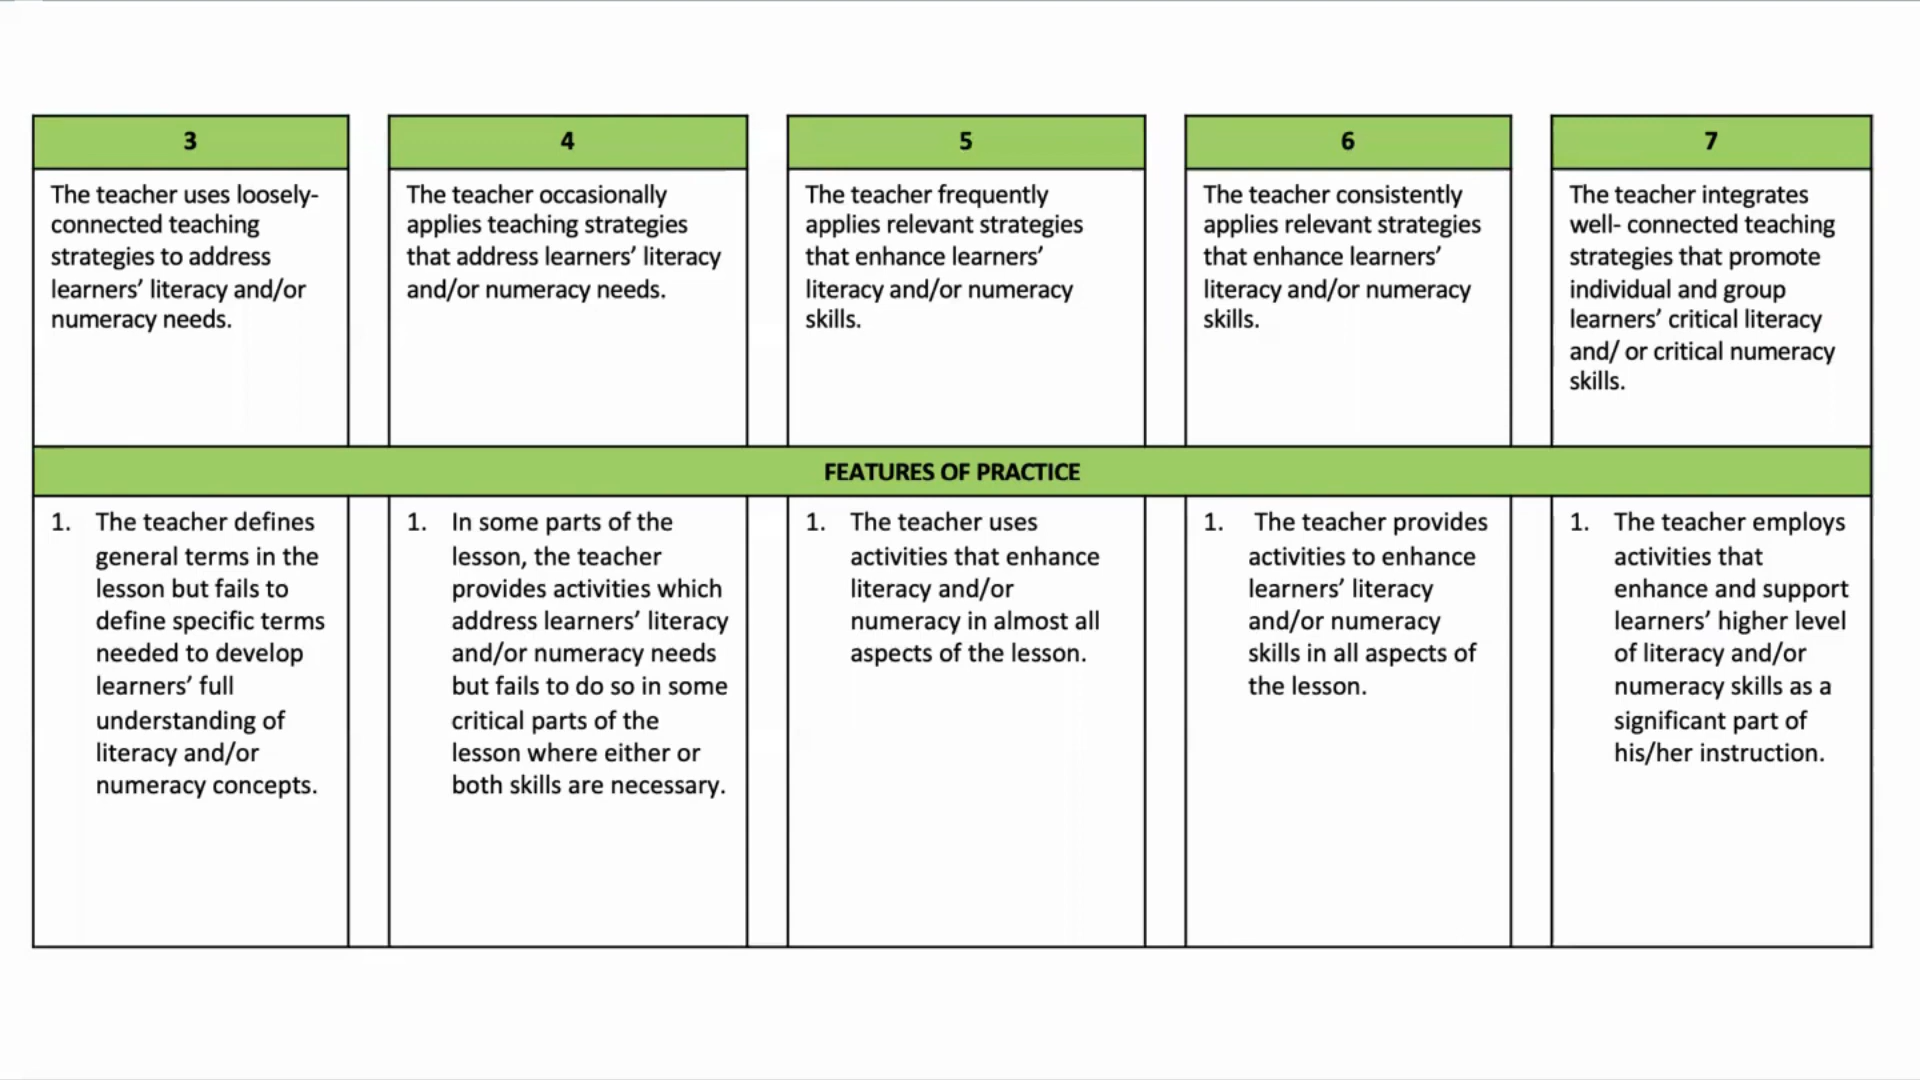 3
The teacher uses loosely-
connected teaching
strategies to address
learners’ literacy and/or
numeracy needs.
4
The teacher occasionally
applies teaching strategies
that address learners’ literacy
and/or numeracy needs.
5
The teacher frequently
applies relevant strategies
that enhance learners’
literacy and/or numeracy
skills.
6
The teacher consistently
applies relevant strategies
that enhance learners’
literacy and/or numeracy
skills.
7
The teacher integrates
well- connected teaching
strategies that promote
individual and group
learners’ critical literacy
and/ or critical numeracy
skills.
FEATURES OF PRACTICE
1. The teacher defines
general terms in the
lesson but fails to
define specific terms
needed to develop
learners’ full
understanding of
literacy and/or
numeracy concepts.
1. In some parts of the
lesson, the teacher
provides activities which
address learners’ literacy
and/or numeracy needs
but fails to do so in some
critical parts of the
lesson where either or
both skills are necessary.
1. The teacher uses
activities that enhance
literacy and/or
numeracy in almost all
aspects of the lesson.
1. The teacher provides
activities to enhance
learners’ literacy
and/or numeracy
skills in all aspects of
the lesson.
1. The teacher employs
activities that
enhance and support
learners’ higher level
of literacy and/or
numeracy skills as a
significant part of
his/her instruction.